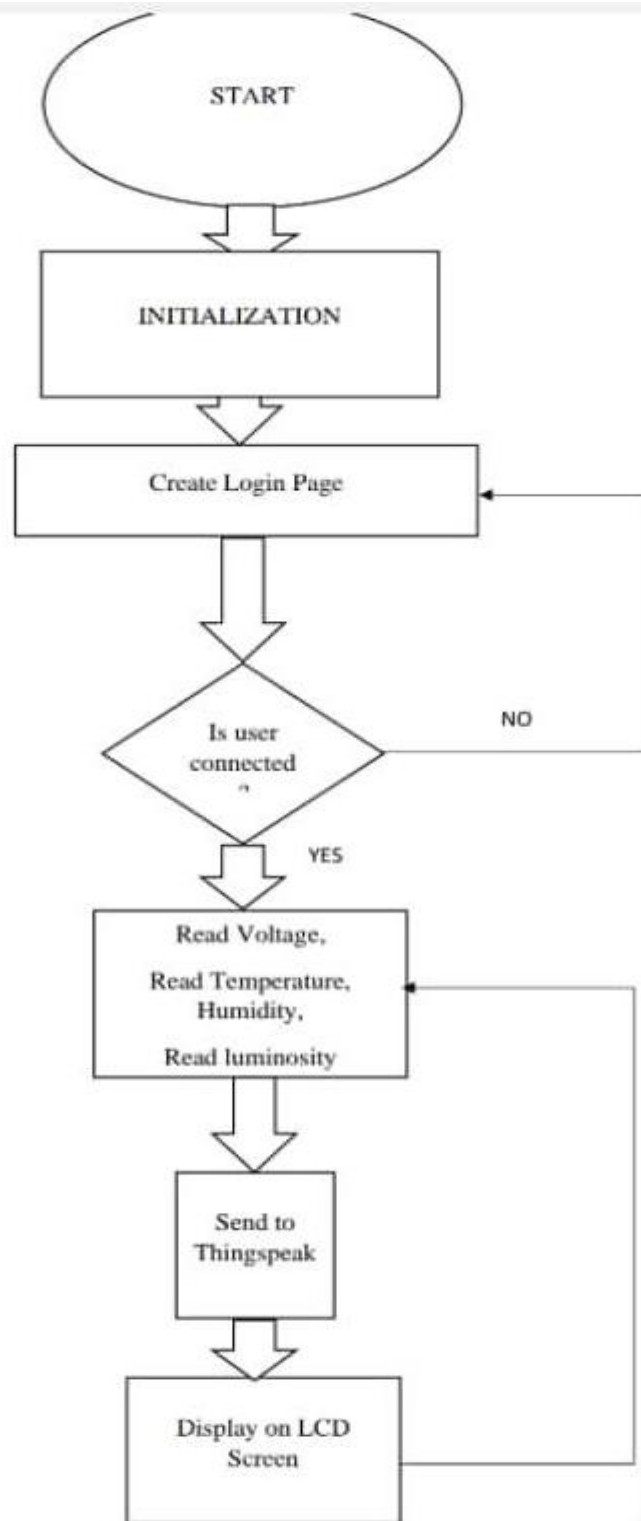 START
INITIALIZATION
Create Login Page
Is user
connected
?
NO
YES
Read Voltage,
Read Temperature,
Humidity,
Read luminosity
Send to
Thingspeak
Display on LCD
Screen